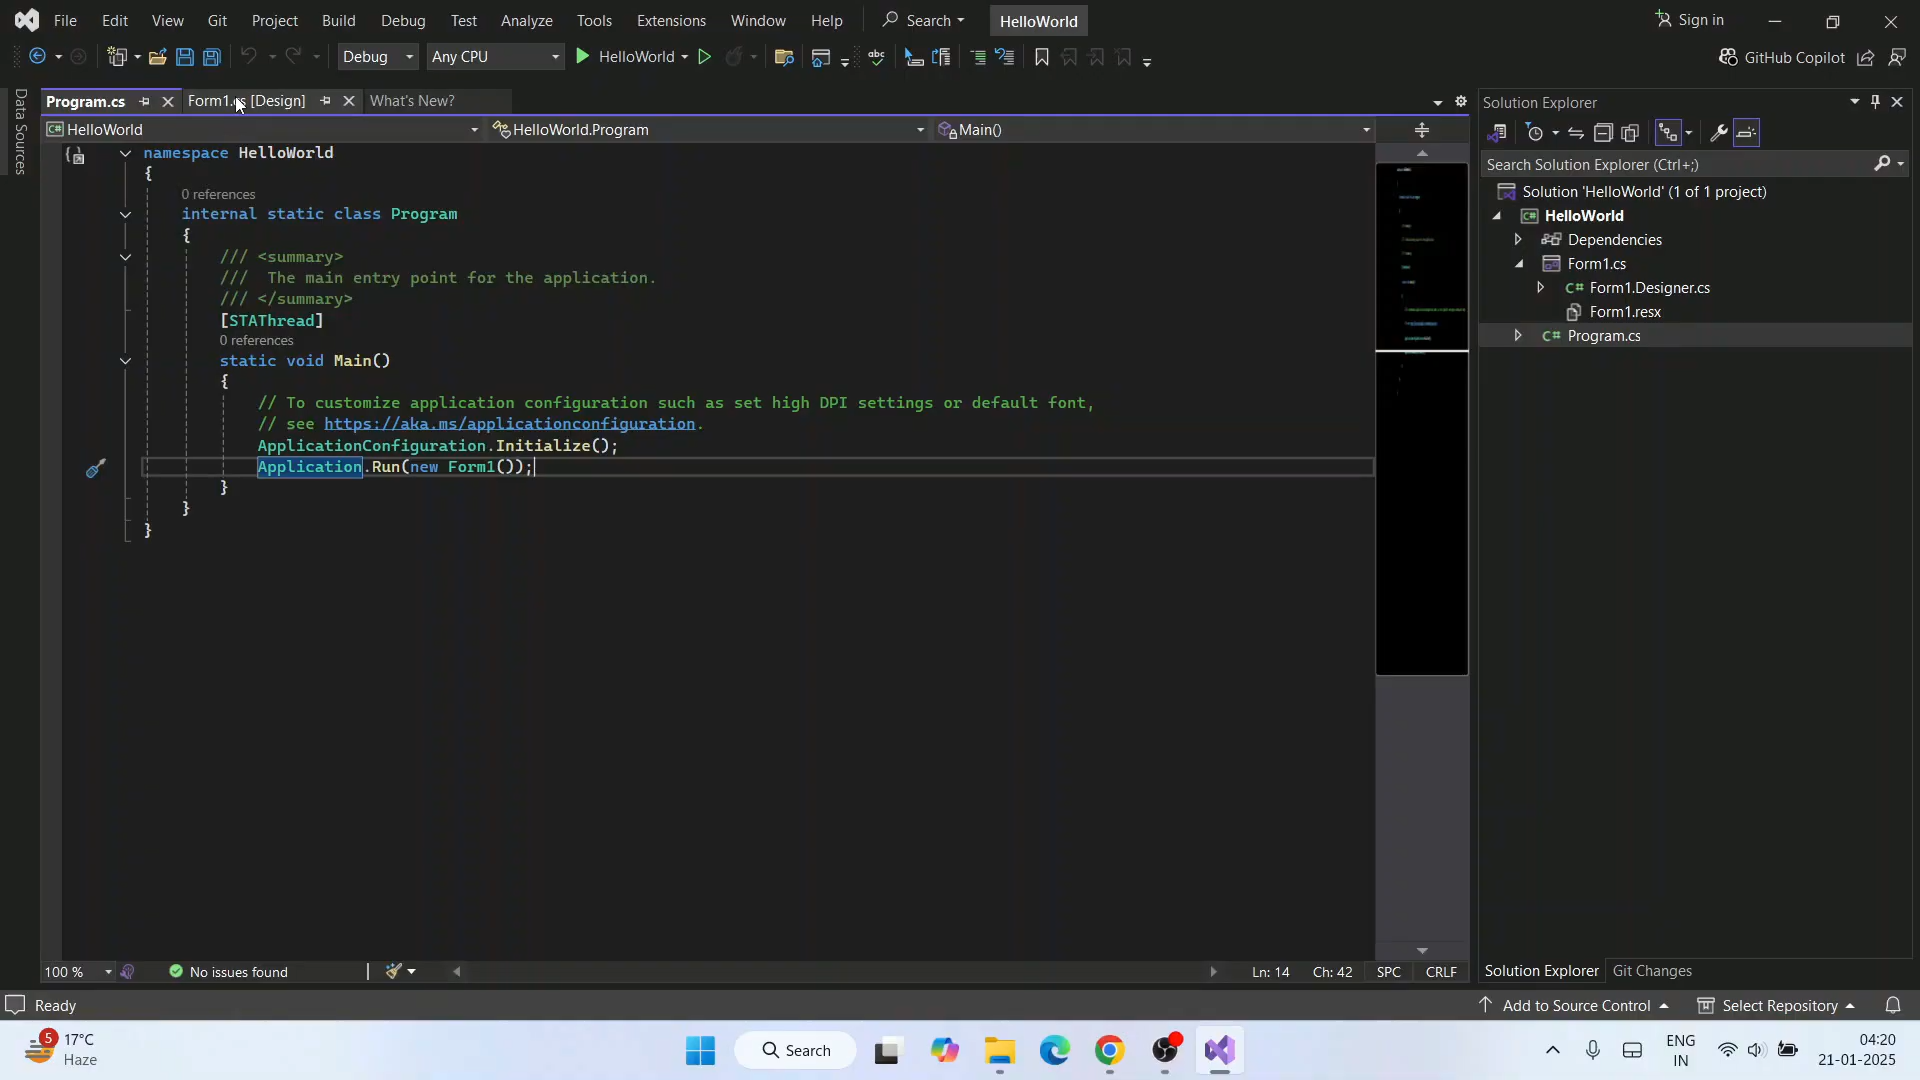 File Edit View Git Project Build Debug Test Analyze Tools Extensions Window Help Search HelloWorld Sign in
Debug Any CPU HelloWorld GitHub Copilot
Data Sources
Program.cs Form1.cs [Design] What's New?
HelloWorld HelloWorld.Program Main()
namespace HelloWorld
{
0 references
internal static class Program
{
/// <summary>
///  The main entry point for the application.
/// </summary>
[STAThread]
0 references
static void Main()
{
// To customize application configuration such as set high DPI settings or default font,
// see https://aka.ms/applicationconfiguration.
ApplicationConfiguration.Initialize();
Application.Run(new Form1());
}
}
}
100 % No issues found Ln: 14 Ch: 42 SPC CRLF
Solution Explorer
Search Solution Explorer (Ctrl+;)
Solution 'HelloWorld' (1 of 1 project)
HelloWorld
Dependencies
Form1.cs
Form1.Designer.cs
Form1.resx
Program.cs
Solution Explorer Git Changes
Ready Add to Source Control Select Repository
5 17°C
Haze
Search
ENG
IN
04:20
21-01-2025